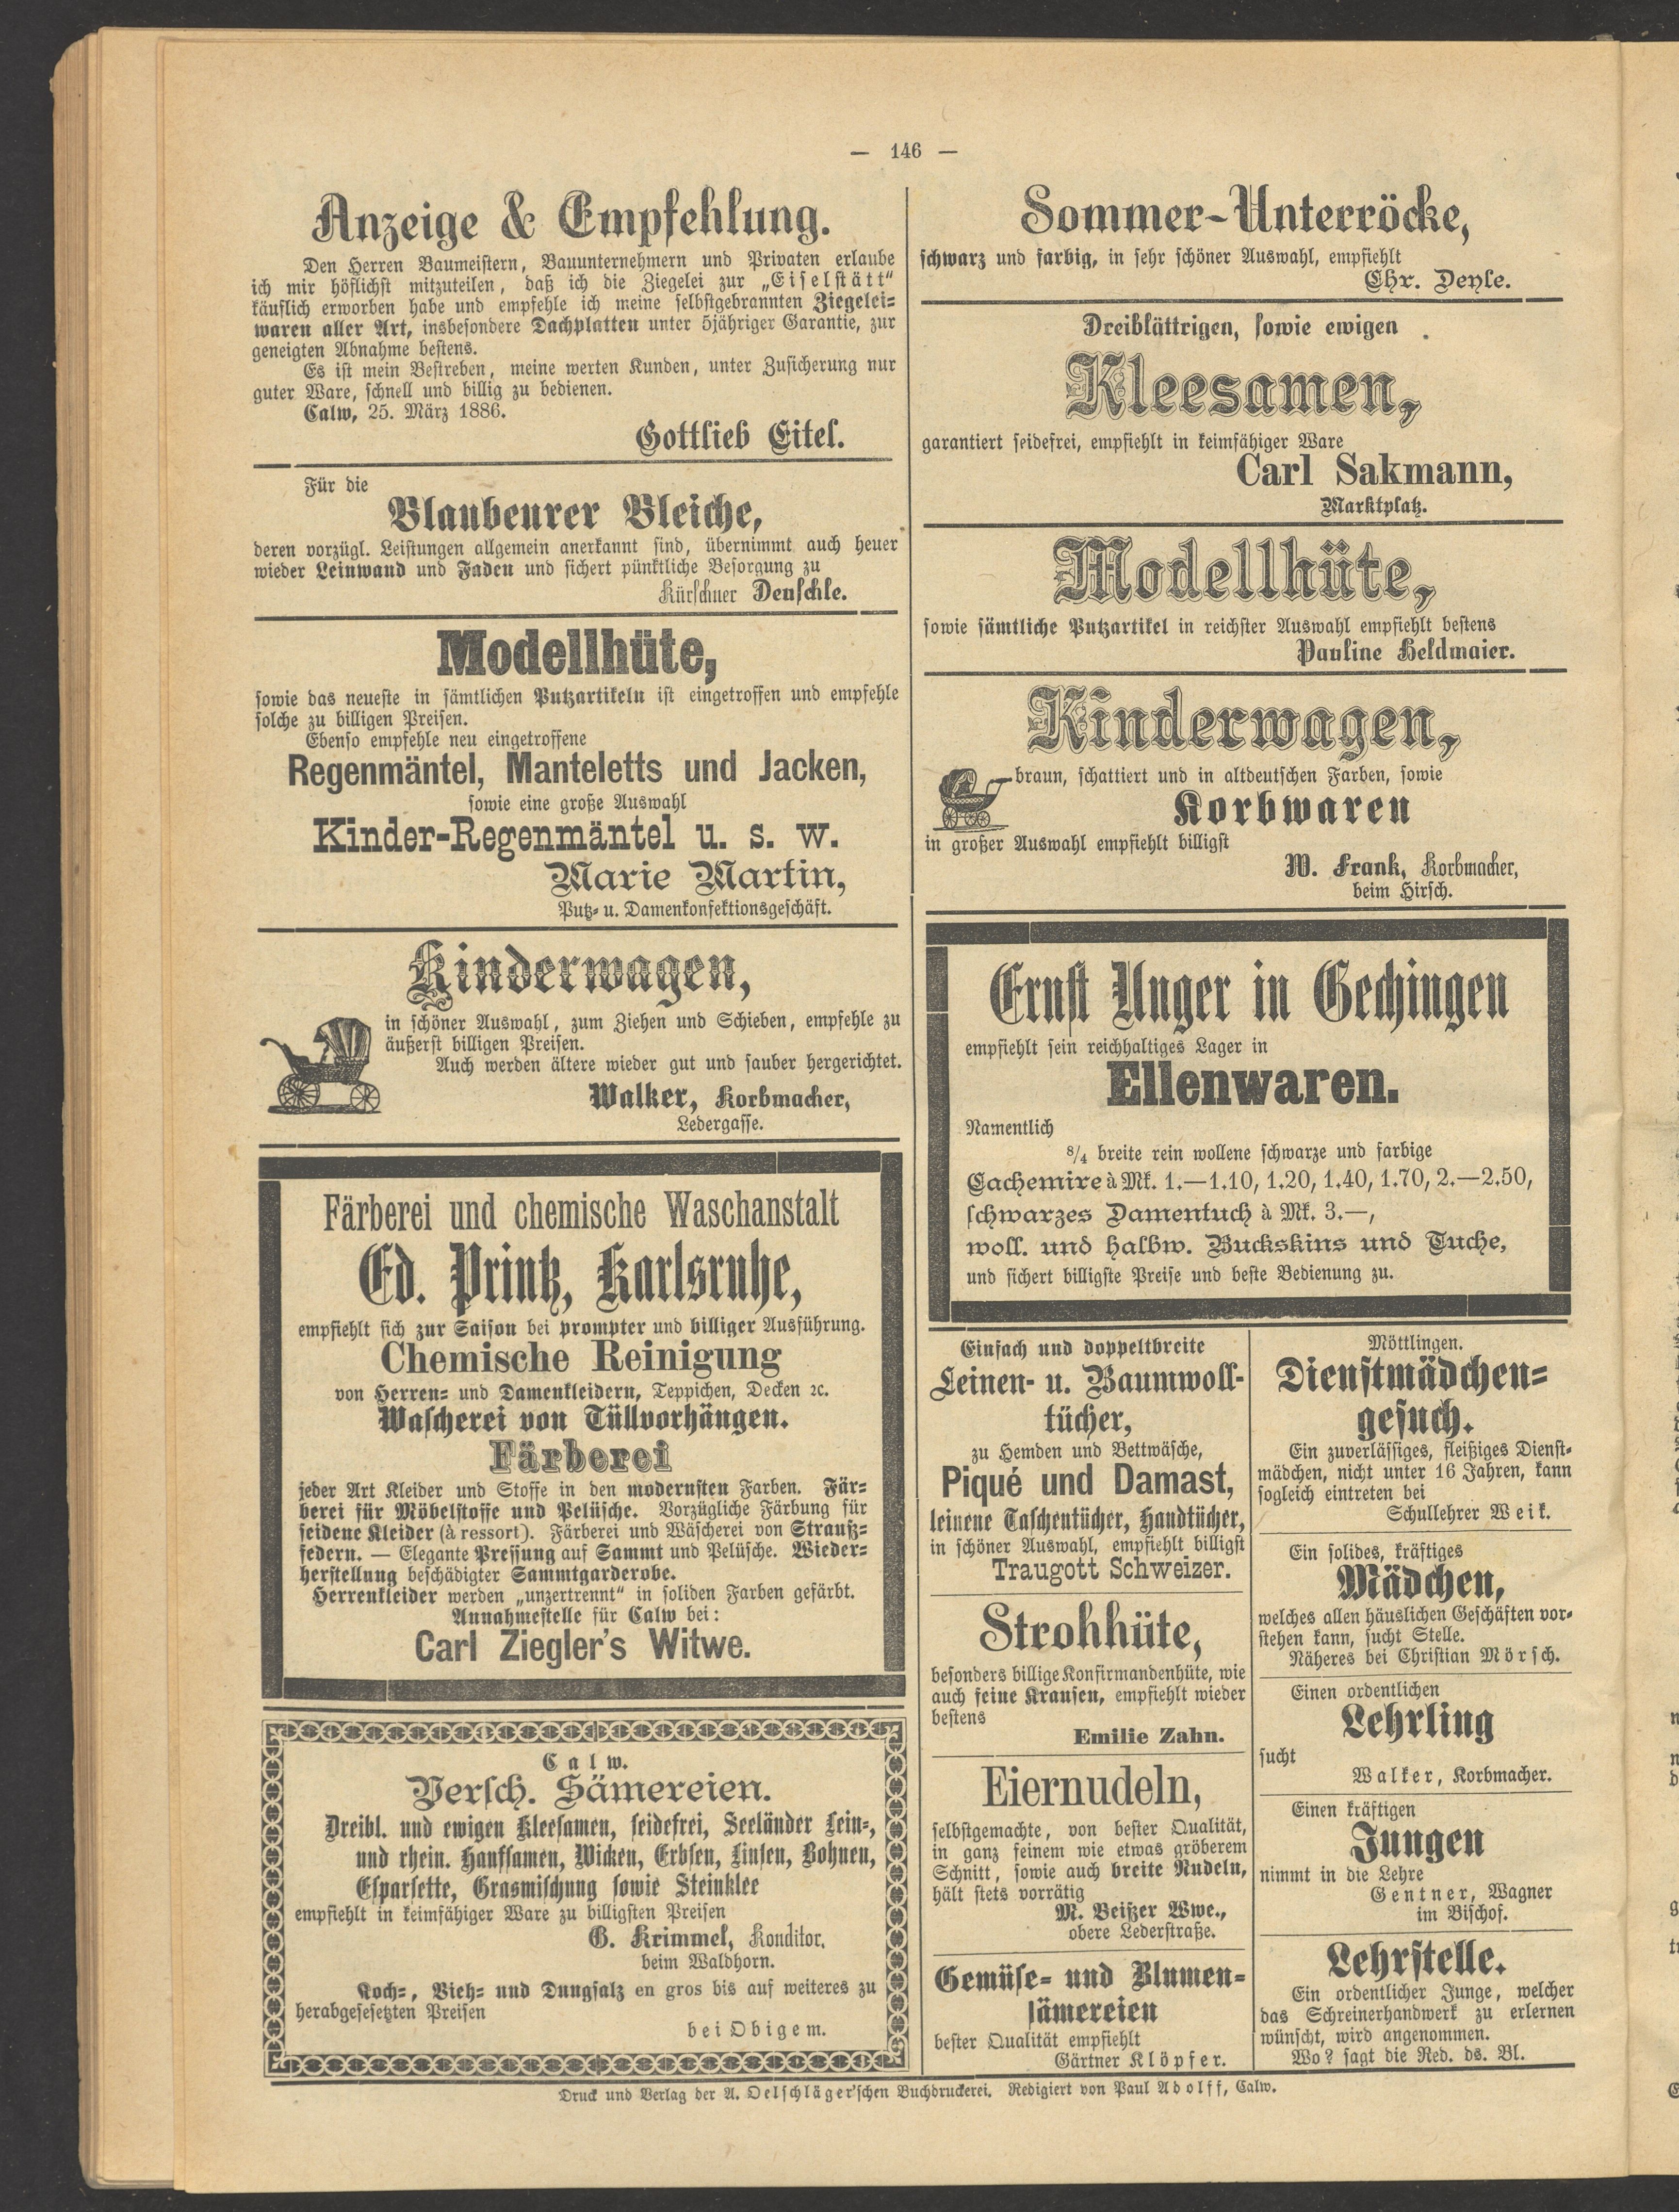 — 146 —
Anzeige & Empfehlung.
Den Herren Baumeistern, Bauunternehmern und Privaten erlaube
ich mir höflichst mitzuteilen, daß ich die Ziegelei zur „Eiselstätt“
käuflich erworben habe und empfehle ich meine selbstgebrannten Ziegelei=
waren aller Art, insbesondere Dachplatten unter 5jähriger Garantie, zur
geneigten Abnahme bestens.
Es ist mein Bestreben, meine werten Kunden, unter Zusicherung nur
guter Ware, schnell und billig zu bedienen.
Calw, 25. März 1886.
Gottlieb Eitel.
Für die
Blaubeurer Bleiche,
deren vorzügl. Leistungen allgemein anerkannt sind, übernimmt auch heuer
wieder Leinwand und Faden und sichert pünktliche Besorgung zu
Kürschner Deuschle.
Modellhüte,
sowie das neueste in sämtlichen Putzartikeln ist eingetroffen und empfehle
solche zu billigen Preisen.
Ebenso empfehle neu eingetroffene
Regenmäntel, Manteletts und Jacken,
sowie eine große Auswahl
Kinder-Regenmäntel u. s. w.
Marie Martin,
Putz= u. Damenkonfektionsgeschäft.
Kinderwagen,
in schöner Auswahl, zum Ziehen und Schieben, empfehle zu
äußerst billigen Preisen.
Auch werden ältere wieder gut und sauber hergerichtet.
Walker, Korbmacher,
Ledergasse.
Färberei und chemische Waschanstalt
Ed. Printz, Karlsruhe,
empfiehlt sich zur Saison bei prompter und billiger Ausführung.
Chemische Reinigung
von Herren= und Damenkleidern, Teppichen, Decken ꝛc.
Wascherei von Tüllvorhängen.
Färberei
jeder Art Kleider und Stoffe in den modernsten Farben. Fär=
berei für Möbelstoffe und Pelüsche. Vorzügliche Färbung für
seidene Kleider (à ressort). Färberei und Wäscherei von Strauß=
federn. — Elegante Pressung auf Sammt und Pelüsche. Wieder=
herstellung beschädigter Sammtgarderobe.
Herrenkleider werden „unzertrennt“ in soliden Farben gefärbt.
Annahmestelle für Calw bei:
Carl Ziegler's Witwe.
Calw.
Versch. Sämereien.
Dreibl. und ewigen Kleesamen, seidefrei, Seeländer Lein=,
und rhein. Hanfsamen, Wicken, Erbsen, Linsen, Bohnen,
Esparsette, Grasmischung sowie Steinklee
empfiehlt in keimfähiger Ware zu billigsten Preisen
G. Krimmel, Konditor,
beim Waldhorn.
Koch=, Vieh= und Dungsalz en gros bis auf weiteres zu
herabgesetzten Preisen
bei Obigem.
Sommer-Unterröcke,
schwarz und farbig, in sehr schöner Auswahl, empfiehlt
Chr. Deyle.
Dreiblättrigen, sowie ewigen
Kleesamen,
garantiert seidefrei, empfiehlt in keimfähiger Ware
Carl Sakmann,
Marktplatz.
Modellhüte,
sowie sämtliche Putzartikel in reichster Auswahl empfiehlt bestens
Pauline Heldmaier.
Kinderwagen,
braun, schattiert und in altdeutschen Farben, sowie
Korbwaren
in großer Auswahl empfiehlt billigst
W. Frank, Korbmacher,
beim Hirsch.
Ernst Unger in Gechingen
empfiehlt sein reichhaltiges Lager in
Ellenwaren.
Namentlich
8/4 breite rein wollene schwarze und farbige
Cachemire à Mk. 1.—1.10, 1.20, 1.40, 1.70, 2.—2.50,
schwarzes Damentuch à Mk. 3.—,
woll. und halbw. Buckskins und Tuche,
und sichert billigste Preise und beste Bedienung zu.
Einfach und doppeltbreite
Leinen- u. Baumwoll-
tücher,
zu Hemden und Bettwäsche,
Piqué und Damast,
leinene Taschentücher, Handtücher,
in schöner Auswahl, empfiehlt billigst
Traugott Schweizer.
Strohhüte,
besonders billige Konfirmandenhüte, wie
auch feine Krausen, empfiehlt wieder
bestens
Emilie Zahn.
Eiernudeln,
selbstgemachte, von bester Qualität,
in ganz feinem wie etwas gröberem
Schnitt, sowie auch breite Nudeln,
hält stets vorrätig
M. Beißer Wwe.,
obere Lederstraße.
Gemüse= und Blumen=
sämereien
bester Qualität empfiehlt
Gärtner Klöpfer.
Möttlingen.
Dienstmädchen=
gesuch.
Ein zuverlässiges, fleißiges Dienst=
mädchen, nicht unter 16 Jahren, kann
sogleich eintreten bei
Schullehrer Weik.
Ein solides, kräftiges
Mädchen,
welches allen häuslichen Geschäften vor=
stehen kann, sucht Stelle.
Näheres bei Christian Mörsch.
Einen ordentlichen
Lehrling
sucht
Walker, Korbmacher.
Einen kräftigen
Jungen
nimmt in die Lehre
Gentner, Wagner
im Bischof.
Lehrstelle.
Ein ordentlicher Junge, welcher
das Schreinerhandwerk zu erlernen
wünscht, wird angenommen.
Wo? sagt die Red. ds. Bl.
Druck und Verlag der A. Oelschläger'schen Buchdruckerei. Redigiert von Paul Adolff, Calw.